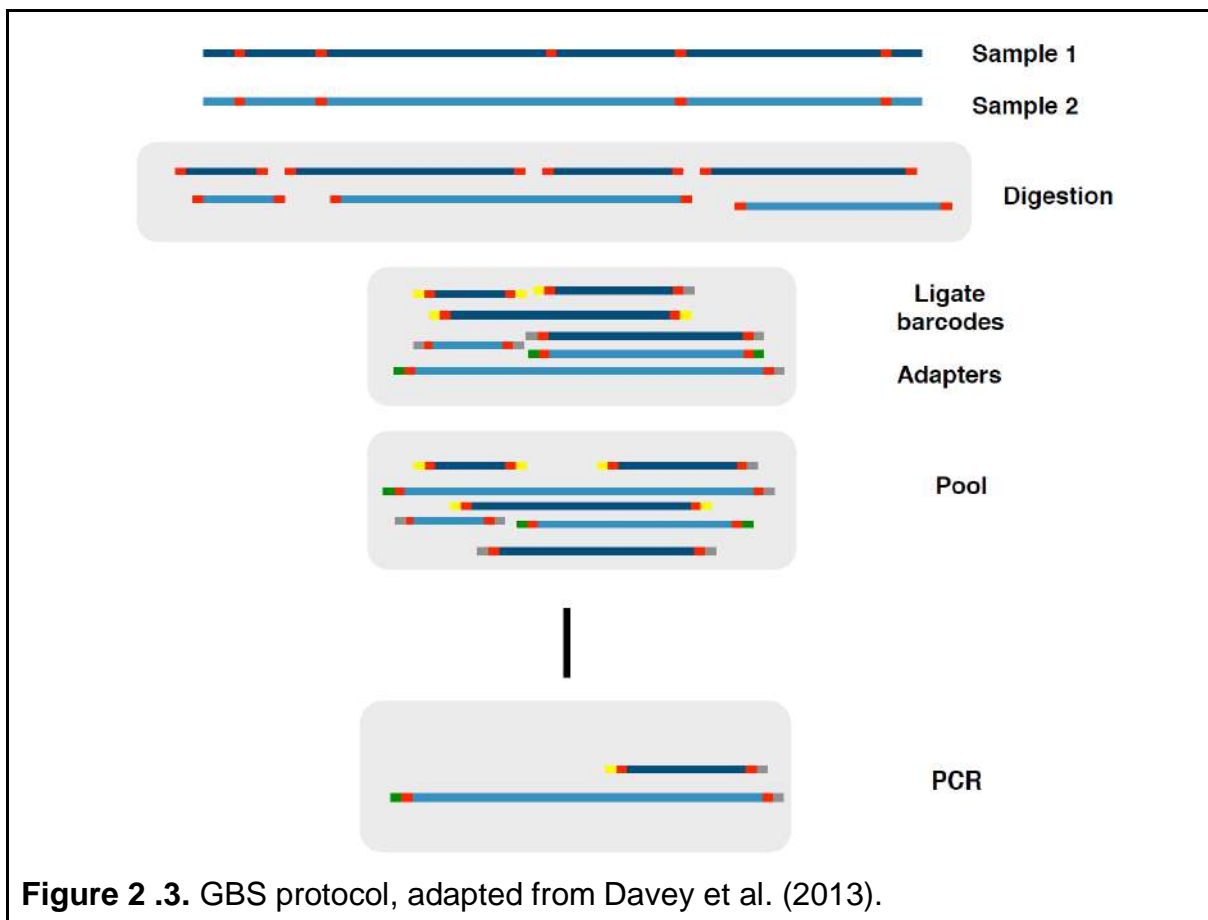 Sample 1
Sample 2
Digestion
Ligate
barcodes
Adapters
Pool
PCR
Figure 2 .3. GBS protocol, adapted from Davey et al. (2013).